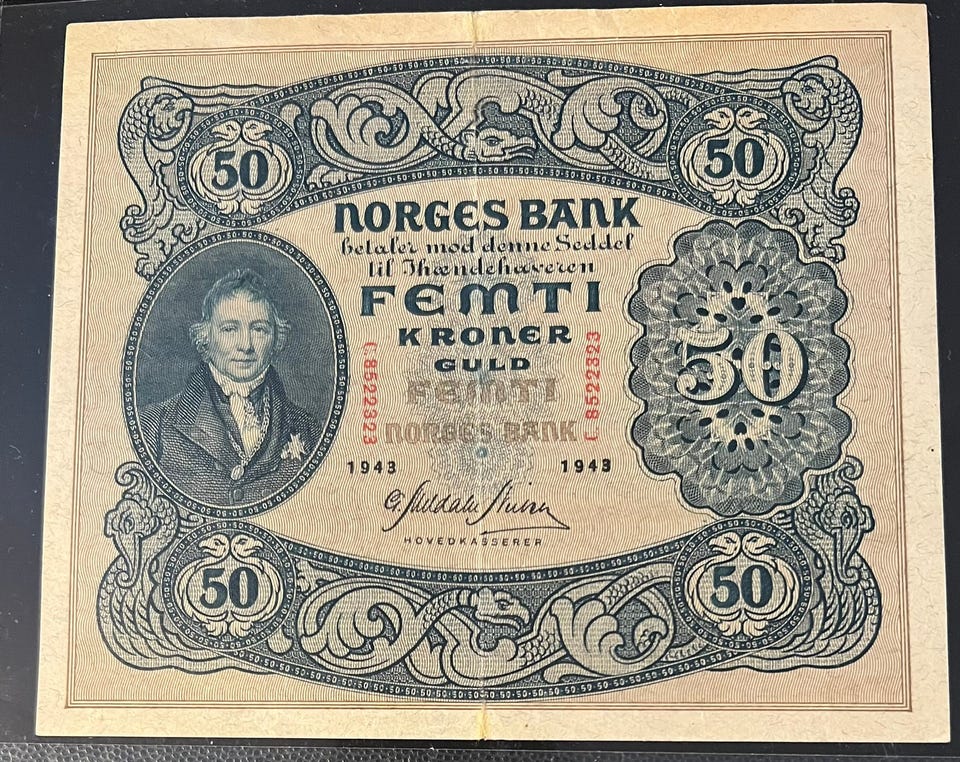 50 50
NORGES BANK
betaler mod denne Seddel
til Ihændehaveren
FEMTI
KRONER
GULD
50
C.8522323
C.8522323
FEMTI
NORGES BANK
1943 1943
HOVEDKASSERER
50 50